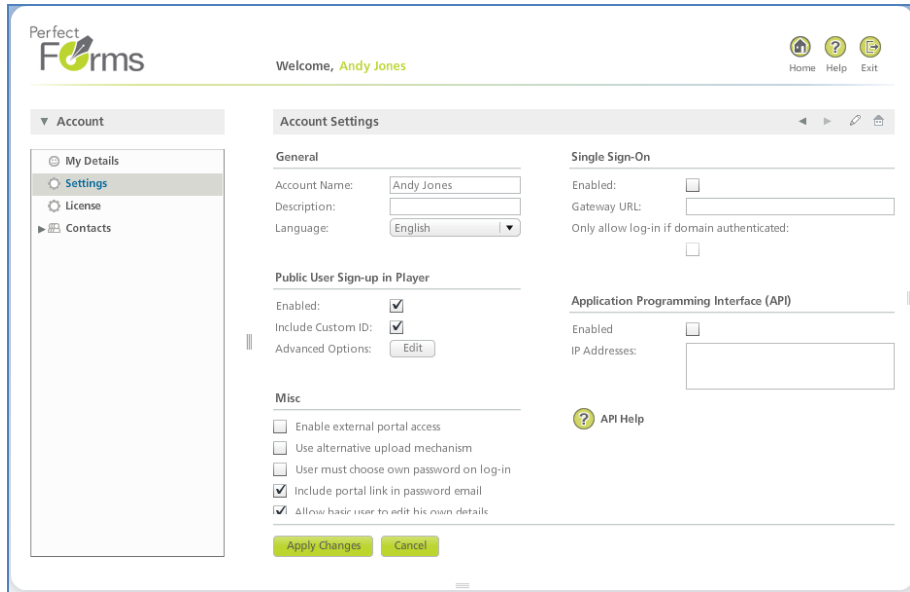 Perfect
Forms
Welcome, Andy Jones
Home Help Exit
Account
My Details
Settings
License
Contacts
Account Settings
General
Account Name: Andy Jones
Description:
Language: English
Public User Sign-up in Player
Enabled:
Include Custom ID:
Advanced Options: Edit
Misc
Enable external portal access
Use alternative upload mechanism
User must choose own password on log-in
Include portal link in password email
Allow basic user to edit his own details
Apply Changes Cancel
Single Sign-On
Enabled:
Gateway URL:
Only allow log-in if domain authenticated:
Application Programming Interface (API)
Enabled
IP Addresses:
? API Help